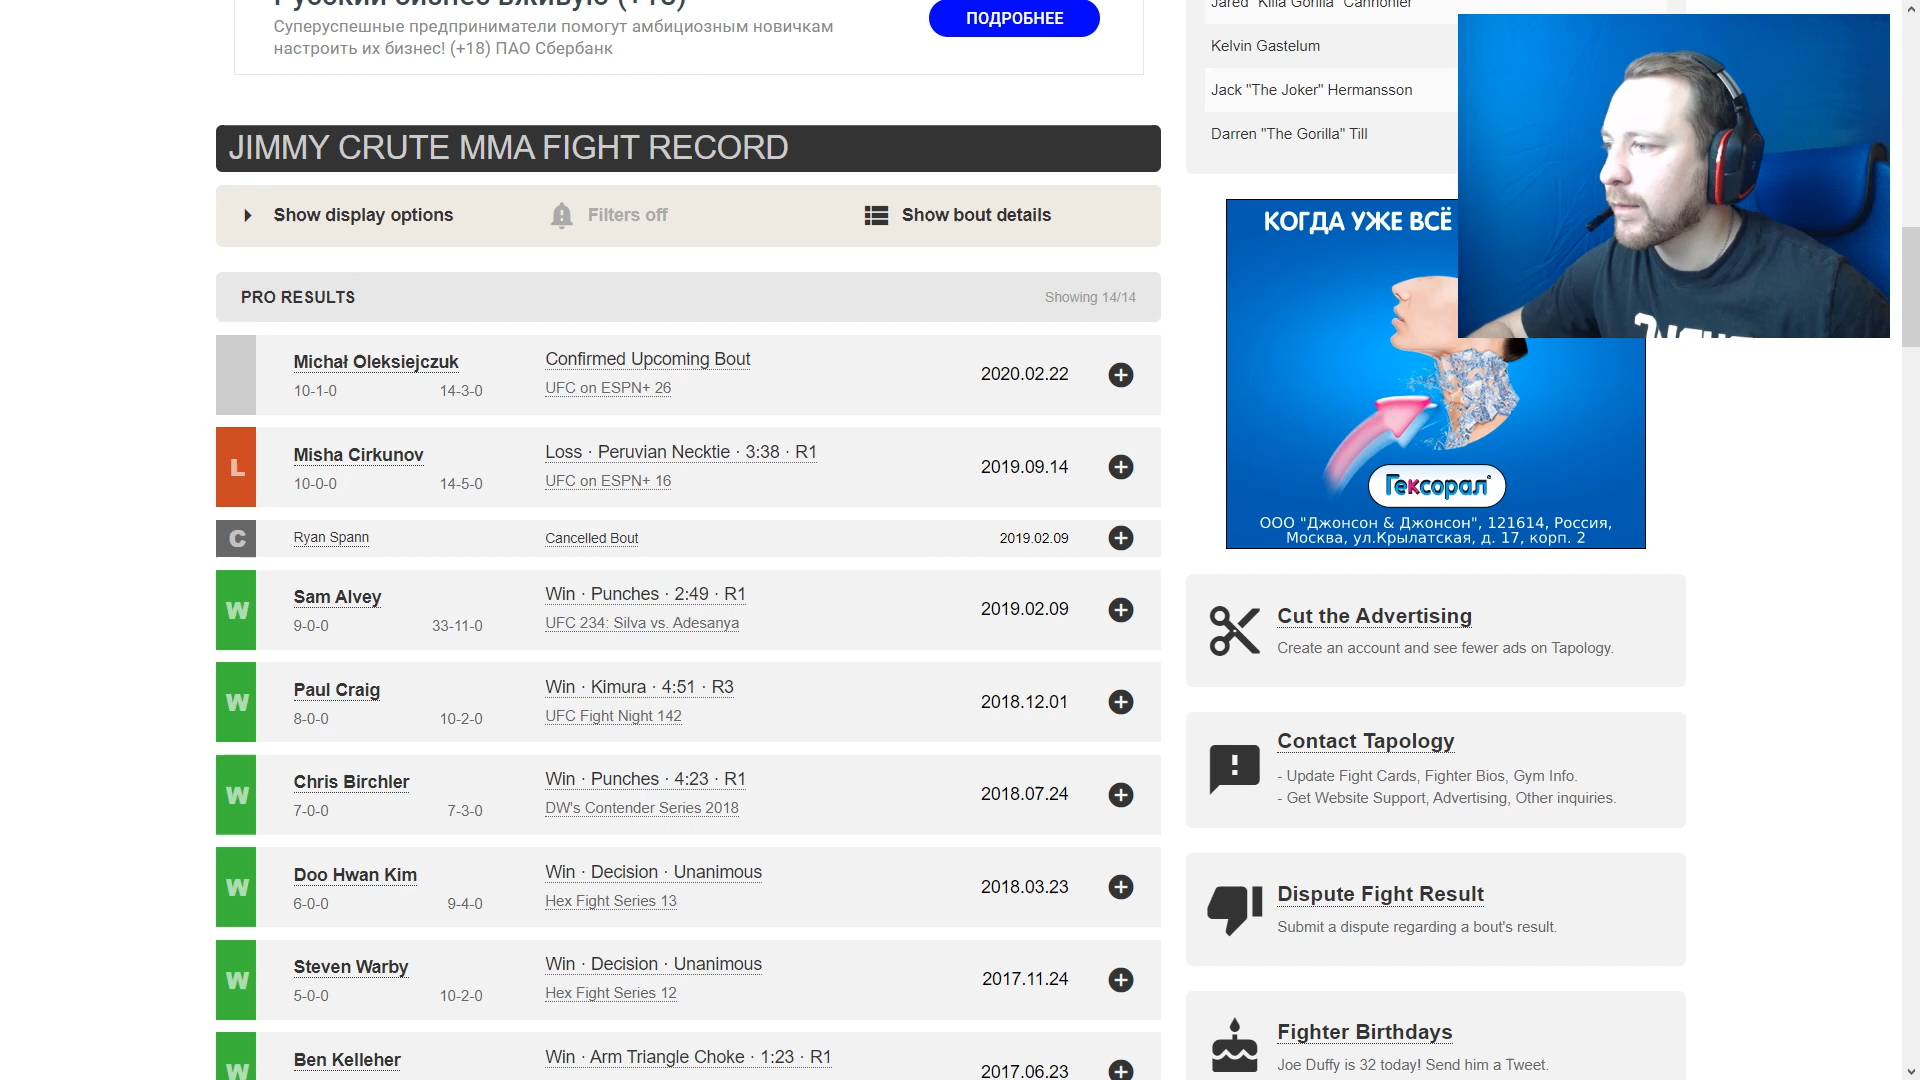 Русский бизнес вживую (+18)
Суперуспешные предприниматели помогут амбициозным новичкам
настроить их бизнес! (+18) ПАО Сбербанк
ПОДРОБНЕЕ
JIMMY CRUTE MMA FIGHT RECORD
Show display options
Filters off
Show bout details
PRO RESULTS
Showing 14/14
Michał Oleksiejczuk
Confirmed Upcoming Bout
2020.02.22
10-1-0
14-3-0
UFC on ESPN+ 26
L
Misha Cirkunov
Loss · Peruvian Necktie · 3:38 · R1
2019.09.14
10-0-0
14-5-0
UFC on ESPN+ 16
C
Ryan Spann
Cancelled Bout
2019.02.09
W
Sam Alvey
Win · Punches · 2:49 · R1
2019.02.09
9-0-0
33-11-0
UFC 234: Silva vs. Adesanya
W
Paul Craig
Win · Kimura · 4:51 · R3
2018.12.01
8-0-0
10-2-0
UFC Fight Night 142
W
Chris Birchler
Win · Punches · 4:23 · R1
2018.07.24
7-0-0
7-3-0
DW's Contender Series 2018
W
Doo Hwan Kim
Win · Decision · Unanimous
2018.03.23
6-0-0
9-4-0
Hex Fight Series 13
W
Steven Warby
Win · Decision · Unanimous
2017.11.24
5-0-0
10-2-0
Hex Fight Series 12
W
Ben Kelleher
Win · Arm Triangle Choke · 1:23 · R1
2017.06.23
Jared "Killa Gorilla" Cannonier
Kelvin Gastelum
Jack "The Joker" Hermansson
Darren "The Gorilla" Till
КОГДА УЖЕ ВСЁ
Гексорал
ООО "Джонсон & Джонсон", 121614, Россия,
Москва, ул.Крылатская, д. 17, корп. 2
Cut the Advertising
Create an account and see fewer ads on Tapology.
Contact Tapology
- Update Fight Cards, Fighter Bios, Gym Info.
- Get Website Support, Advertising, Other inquiries.
Dispute Fight Result
Submit a dispute regarding a bout's result.
Fighter Birthdays
Joe Duffy is 32 today! Send him a Tweet.